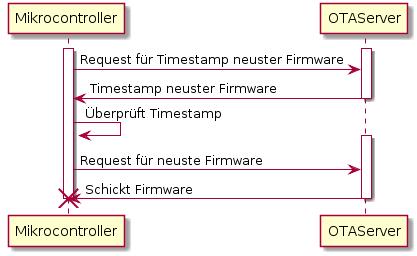 Mikrocontroller
OTAServer
Request für Timestamp neuster Firmware
Timestamp neuster Firmware
Überprüft Timestamp
Request für neuste Firmware
Schickt Firmware
Mikrocontroller
OTAServer